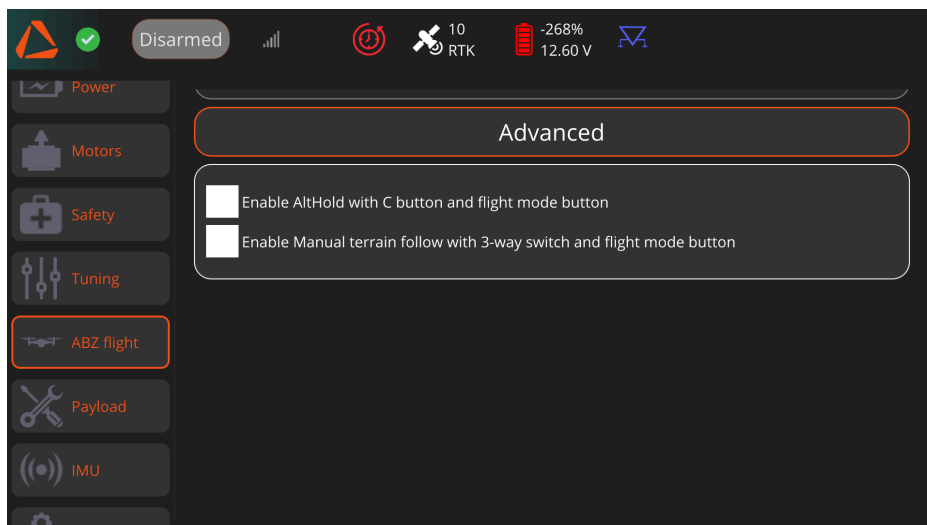 Disarmed
10
RTK
-268%
12.60 V
Power
Motors
Safety
Tuning
ABZ flight
Payload
IMU
Advanced
Enable AltHold with C button and flight mode button
Enable Manual terrain follow with 3-way switch and flight mode button